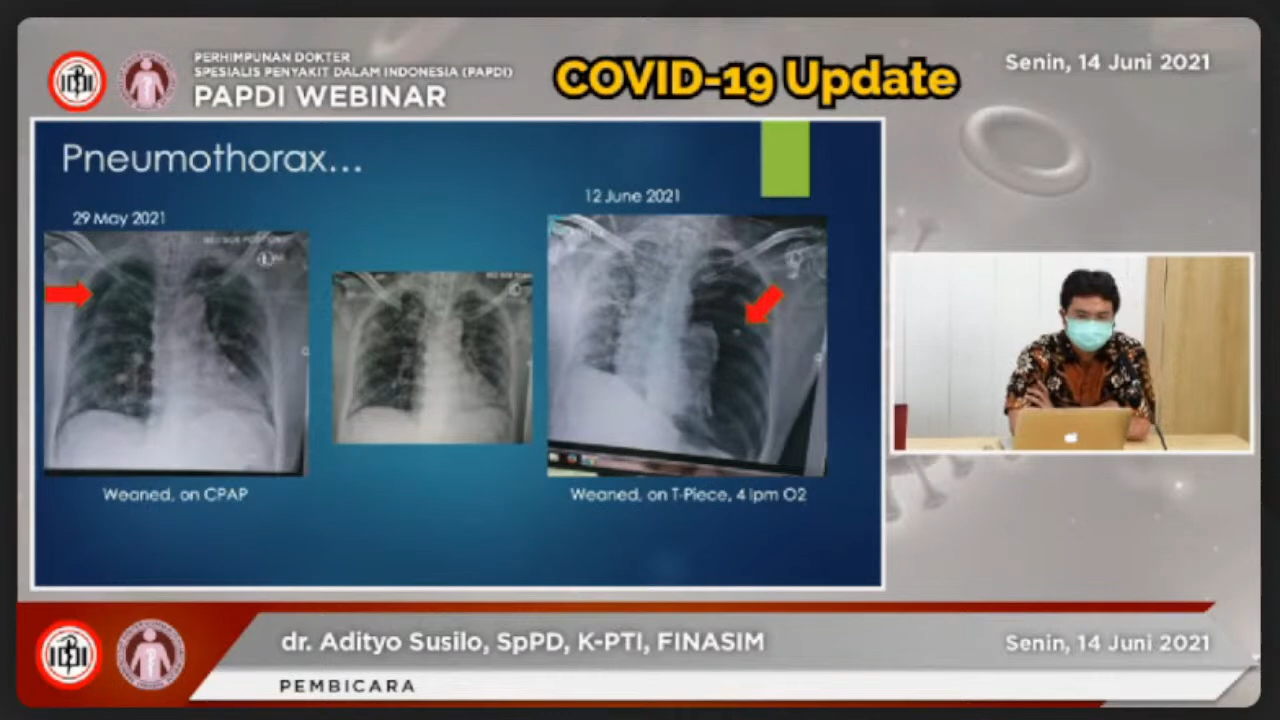 PERHIMPUNAN DOKTER
SPESIALIS PENYAKIT DALAM INDONESIA (PAPDI)
PAPDI WEBINAR
COVID-19 Update
Senin, 14 Juni 2021
Pneumothorax...
29 May 2021
12 June 2021
Weaned, on CPAP
Weaned, on T-Piece, 4 lpm O2
dr. Adityo Susilo, SpPD, K-PTI, FINASIM
Senin, 14 Juni 2021
PEMBICARA